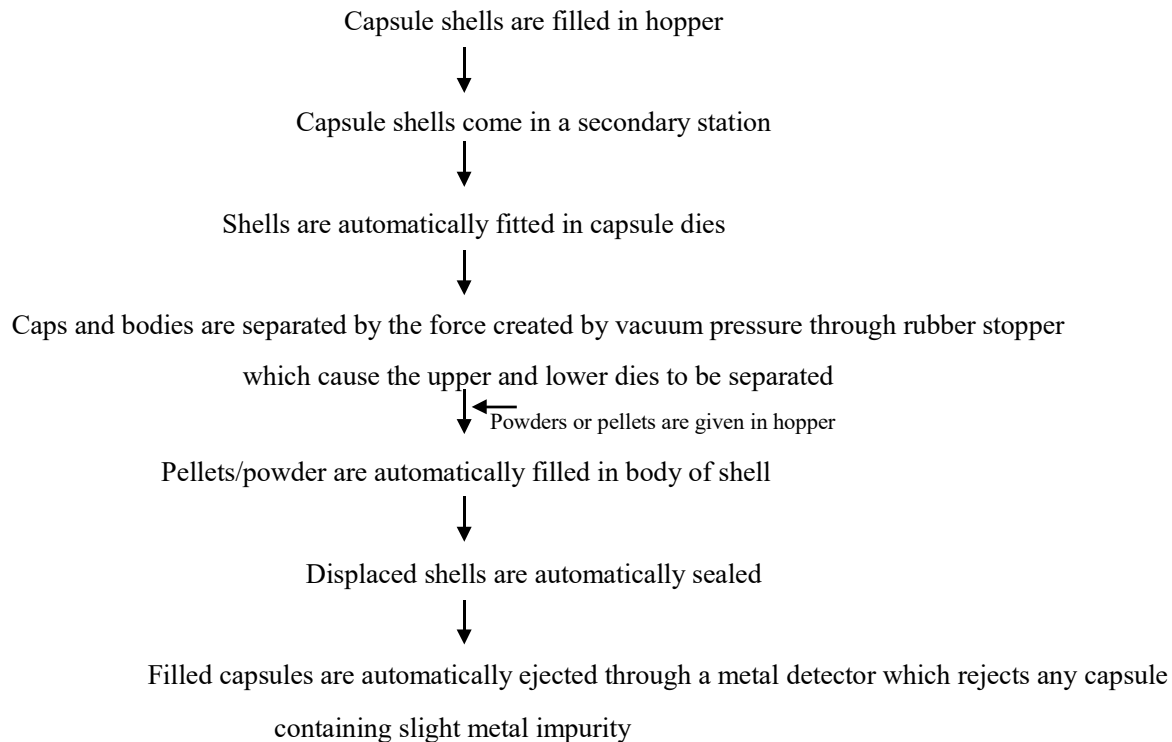 Capsule shells are filled in hopper
Capsule shells come in a secondary station
Shells are automatically fitted in capsule dies
Caps and bodies are separated by the force created by vacuum pressure through rubber stopper
which cause the upper and lower dies to be separated
Powders or pellets are given in hopper
Pellets/powder are automatically filled in body of shell
Displaced shells are automatically sealed
Filled capsules are automatically ejected through a metal detector which rejects any capsule
containing slight metal impurity